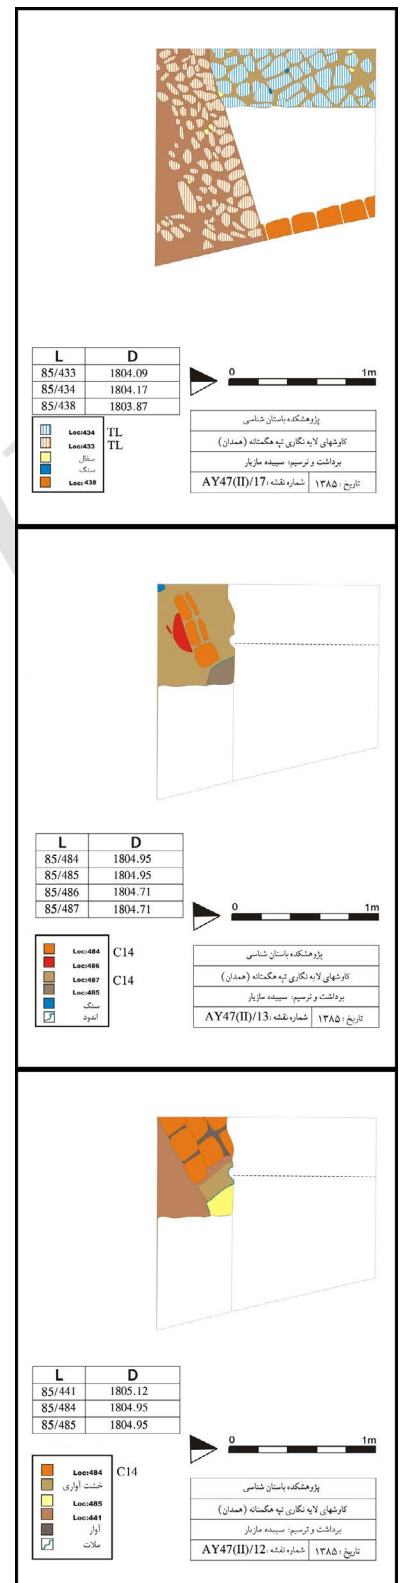 L D
85/433 1804.09
85/434 1804.17
85/438 1803.87
0 1m
Loc:434 TL
Loc:433 TL
سفال
سنگ
Loc:438
پژوهشکده باستان شناسی
کاوشهای لایه نگاری تپه هگمتانه (همدان)
برداشت و ترسیم: سپیده مازیار
تاریخ : ۱۳۸۵ شماره نقشه : AY47(II)/17
L D
85/484 1804.95
85/485 1804.95
85/486 1804.71
85/487 1804.71
0 1m
Loc:484 C14
Loc:486
Loc:487 C14
Loc:485
سنگ
اندود
پژوهشکده باستان شناسی
کاوشهای لایه نگاری تپه هگمتانه (همدان)
برداشت و ترسیم: سپیده مازیار
تاریخ : ۱۳۸۵ شماره نقشه : AY47(II)/13
L D
85/441 1805.12
85/484 1804.95
85/485 1804.95
0 1m
Loc:484 C14
خشت آواری
Loc:485
Loc:441
آوار
ملات
پژوهشکده باستان شناسی
کاوشهای لایه نگاری تپه هگمتانه (همدان)
برداشت و ترسیم: سپیده مازیار
تاریخ : ۱۳۸۵ شماره نقشه : AY47(II)/12